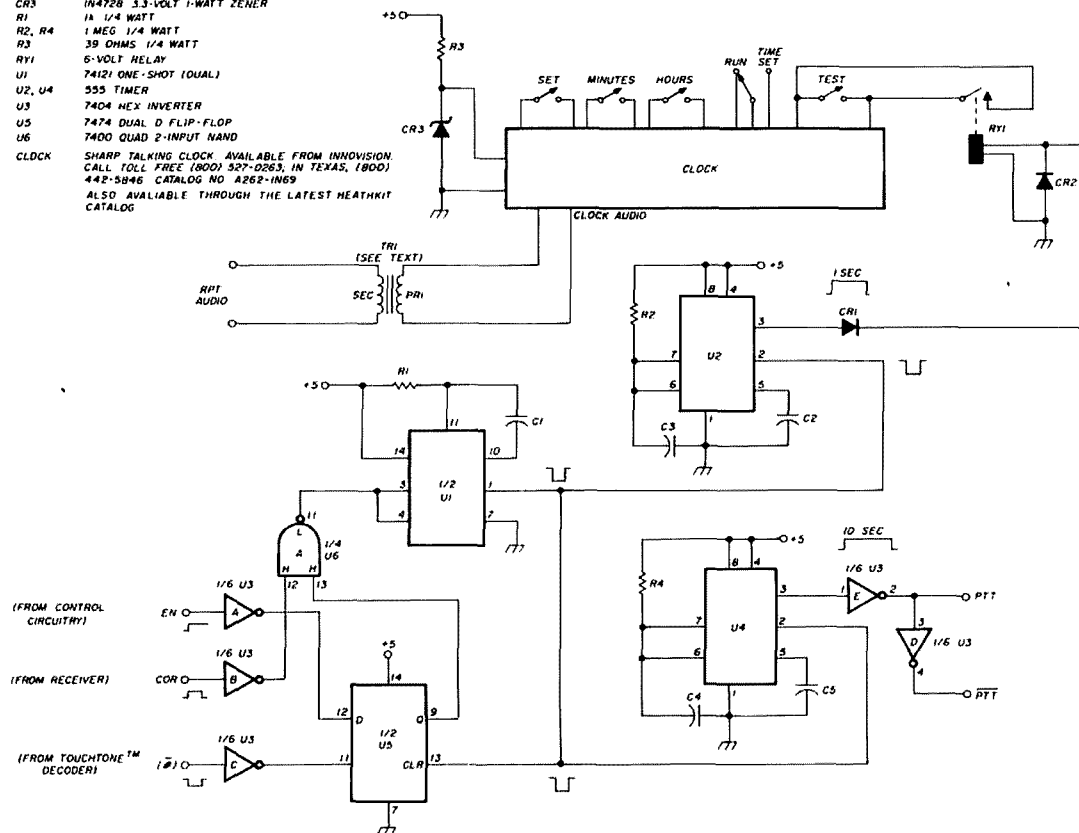 CR3 IN4728 3.3-VOLT 1-WATT ZENER
R1 1k 1/4 WATT
R2, R4 1 MEG 1/4 WATT
R3 39 OHMS 1/4 WATT
RY1 6-VOLT RELAY
U1 74121 ONE-SHOT (DUAL)
U2, U4 555 TIMER
U3 7404 HEX INVERTER
U5 7474 DUAL D FLIP-FLOP
U6 7400 QUAD 2-INPUT NAND
CLOCK SHARP TALKING CLOCK. AVAILABLE FROM INNOVISION.
CALL TOLL FREE (800) 527-0263; IN TEXAS, (800)
442-5846 CATALOG NO A262-1N69
ALSO AVALIABLE THROUGH THE LATEST HEATHKIT
CATALOG
+5
R3
CR3
SET
MINUTES
HOURS
RUN
TIME
SET
TEST
RY1
CR2
CLOCK
CLOCK AUDIO
TR1
(SEE TEXT)
RPT
AUDIO
SEC
PRI
+5
8
4
R2
U2
3
7
2
6
5
1
C3
C2
1 SEC
CR1
+5
R1
11
C1
14
10
1/2
U1
3
1
4
7
11
L
A
H
H
1/4
U6
12
13
+5
8
4
R4
U4
3
7
2
6
5
1
C4
C5
10 SEC
1/6 U3
1
E
2
PTT
3
D
1/6 U3
4
PTT
(FROM CONTROL
CIRCUITRY)
EN
1/6 U3
A
(FROM RECEIVER)
COR
1/6 U3
B
(FROM TOUCHTONE™
DECODER)
(#)
1/6 U3
C
+5
14
12
D
Q
9
1/2
U5
11
CLR
13
7